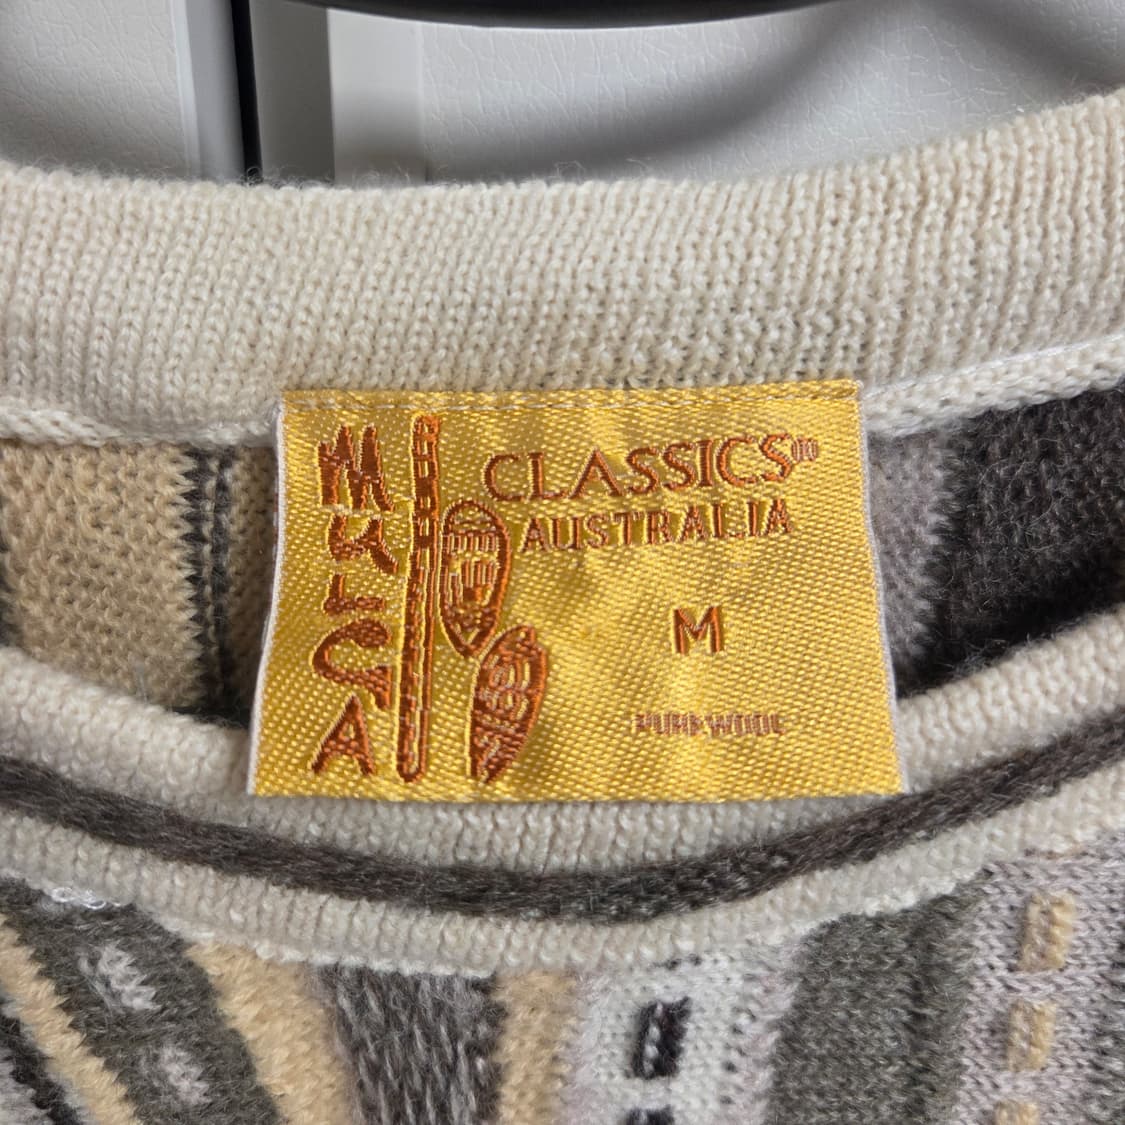 MULGA
CLASSICS®
AUSTRALIA
M
PURE WOOL